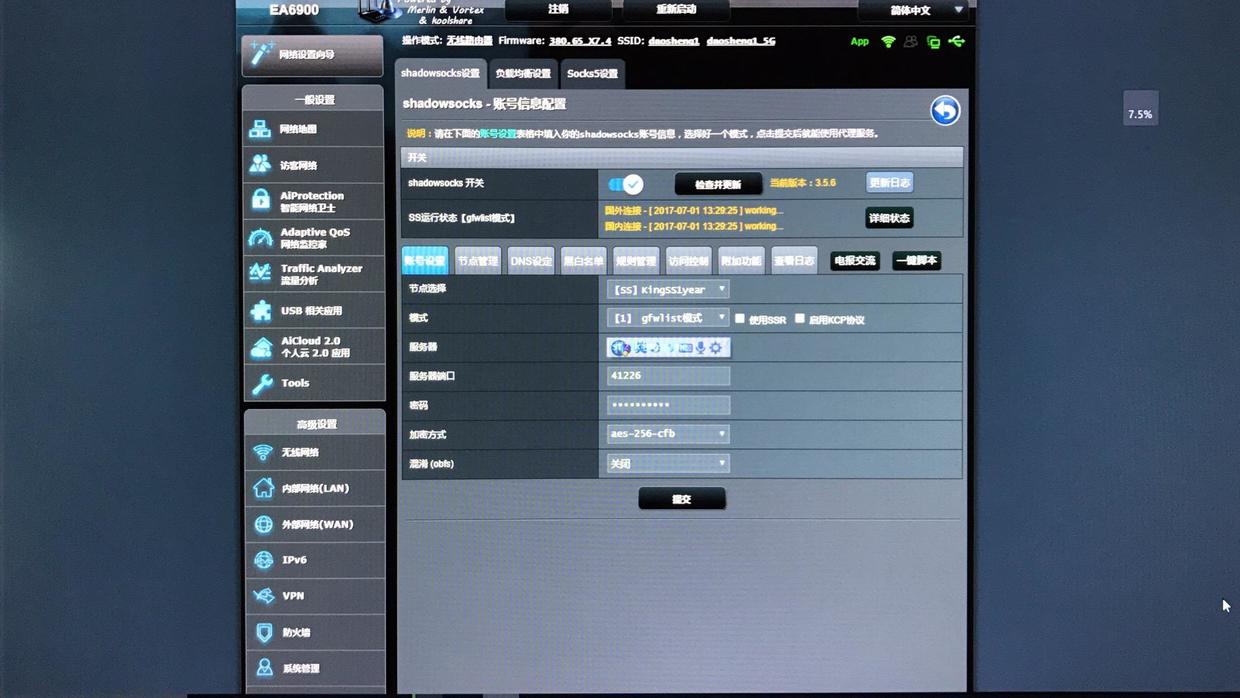 EA6900
Powered by
Merlin & Vortex
& koolshare
注销
重新启动
简体中文
操作模式: 无线路由器 Firmware: 380.65_X7.4 SSID: dmosheng1 dmosheng1_5G
App
网络设置向导
一般设置
网络地图
访客网络
AiProtection
智能网络卫士
Adaptive QoS
网络监控家
Traffic Analyzer
流量分析
USB 相关应用
AiCloud 2.0
个人云 2.0 应用
Tools
高级设置
无线网络
内部网络(LAN)
外部网络(WAN)
IPv6
VPN
防火墙
系统管理
shadowsocks设置 负载均衡设置 Socks5设置
shadowsocks - 账号信息配置
说明：请在下面的账号设置表格中填入你的shadowsocks账号信息，选择好一个模式，点击提交后就能使用代理服务。
开关
shadowsocks 开关 检查并更新 当前版本：3.5.6 更新日志
SS运行状态【gfwlist模式】
国外连接 - [ 2017-07-01 13:29:25 ] working...
国内连接 - [ 2017-07-01 13:29:25 ] working...
详细状态
账号设置 节点管理 DNS设定 黑白名单 规则管理 访问控制 附加功能 查看日志 电报交流 一键脚本
节点选择 【SS】KingSS1year
模式 【1】 gfwlist模式 使用SSR 启用KCP协议
服务器 英
服务器端口 41226
密码 ••••••••••
加密方式 aes-256-cfb
混淆 (obfs) 关闭
提交
7.5%